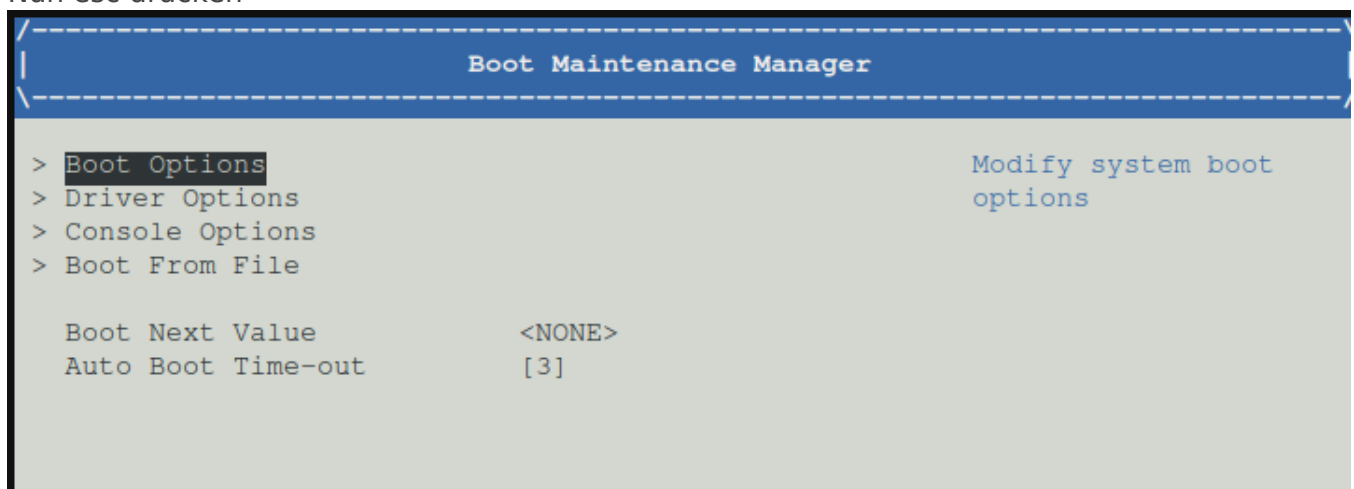 /------------------------------------------------------------------------------\
|                          Boot Maintenance Manager                            |
\------------------------------------------------------------------------------/
> Boot Options                                          Modify system boot
> Driver Options                                        options
> Console Options
> Boot From File
Boot Next Value            <NONE>
Auto Boot Time-out         [3]